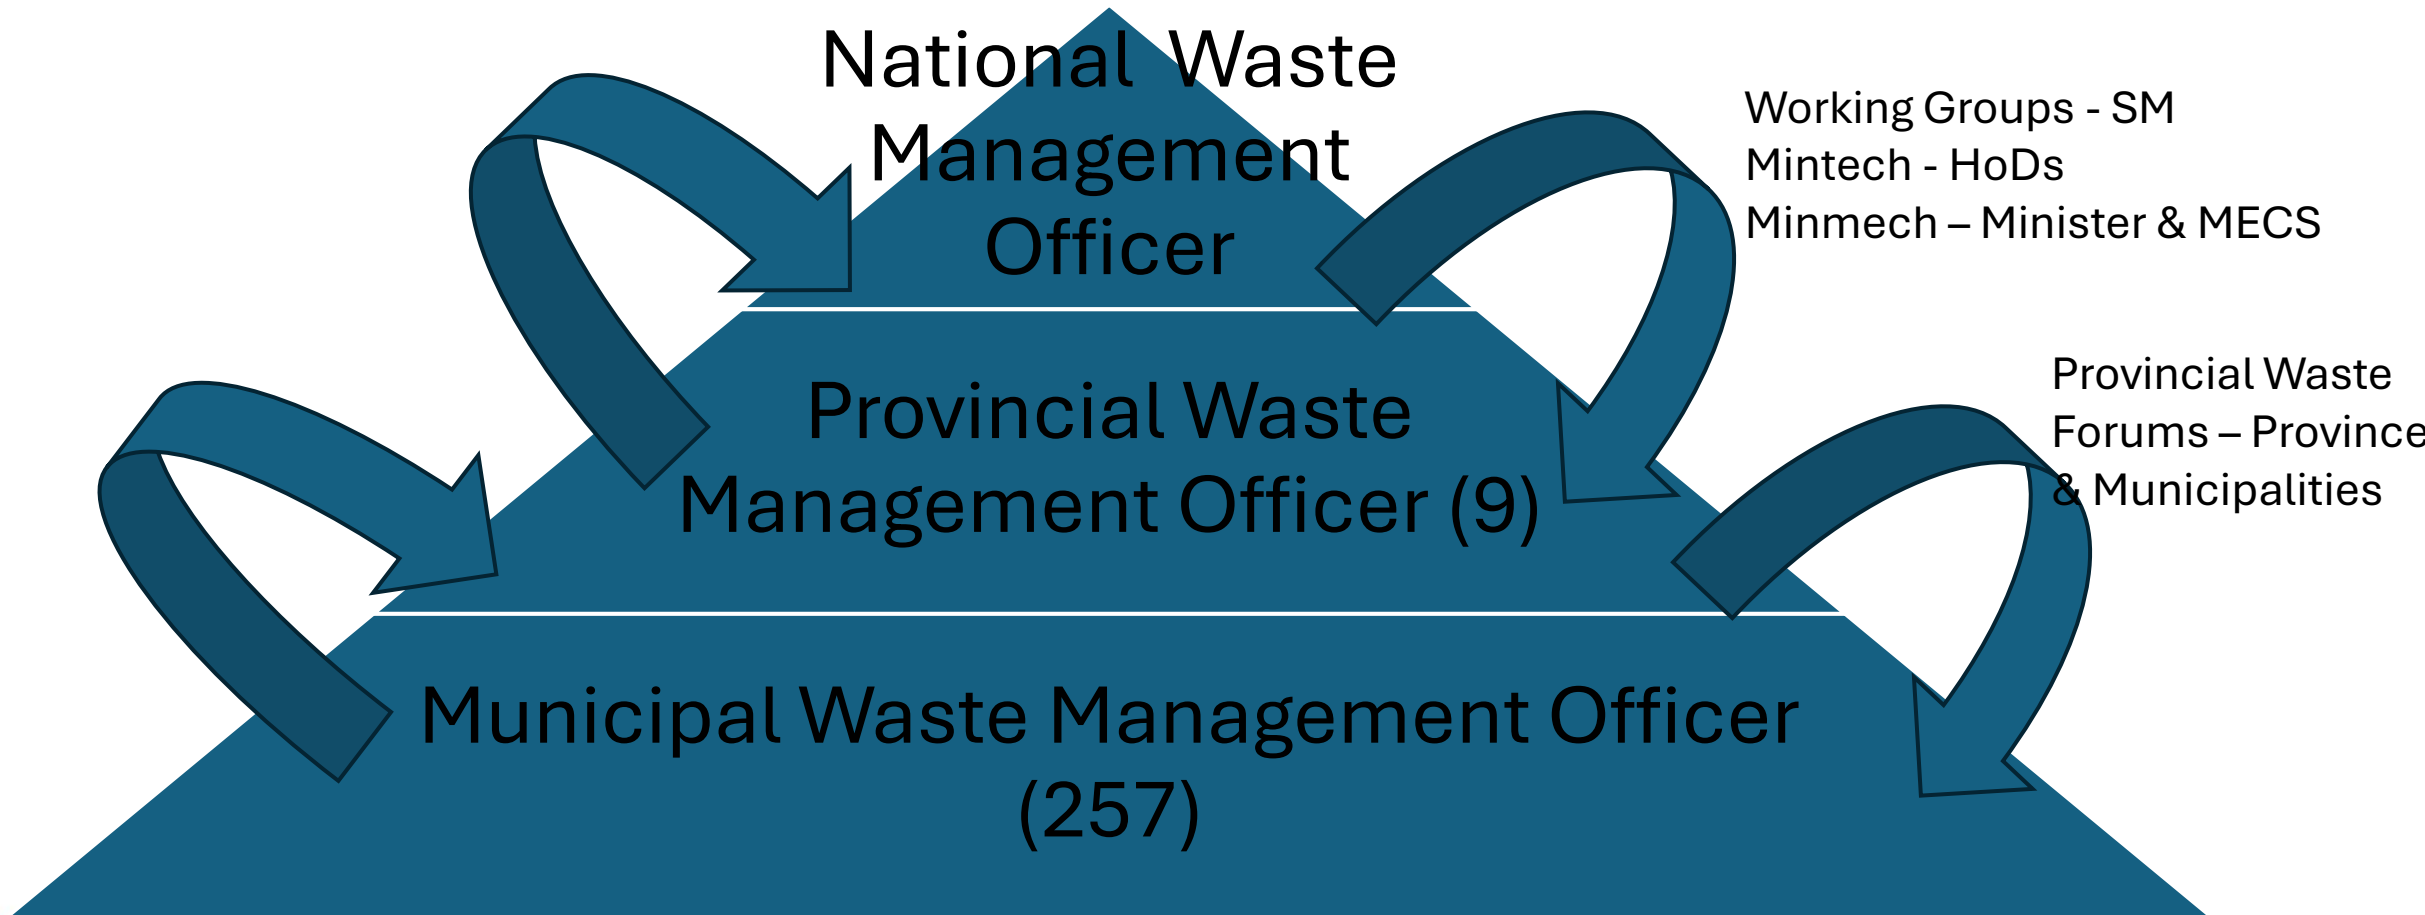 National Waste
Management
Officer
Working Groups - SM
Mintech - HoDs
Minmech – Minister & MECS
Provincial Waste
Management Officer (9)
Provincial Waste
Forums – Province
& Municipalities
Municipal Waste Management Officer
(257)